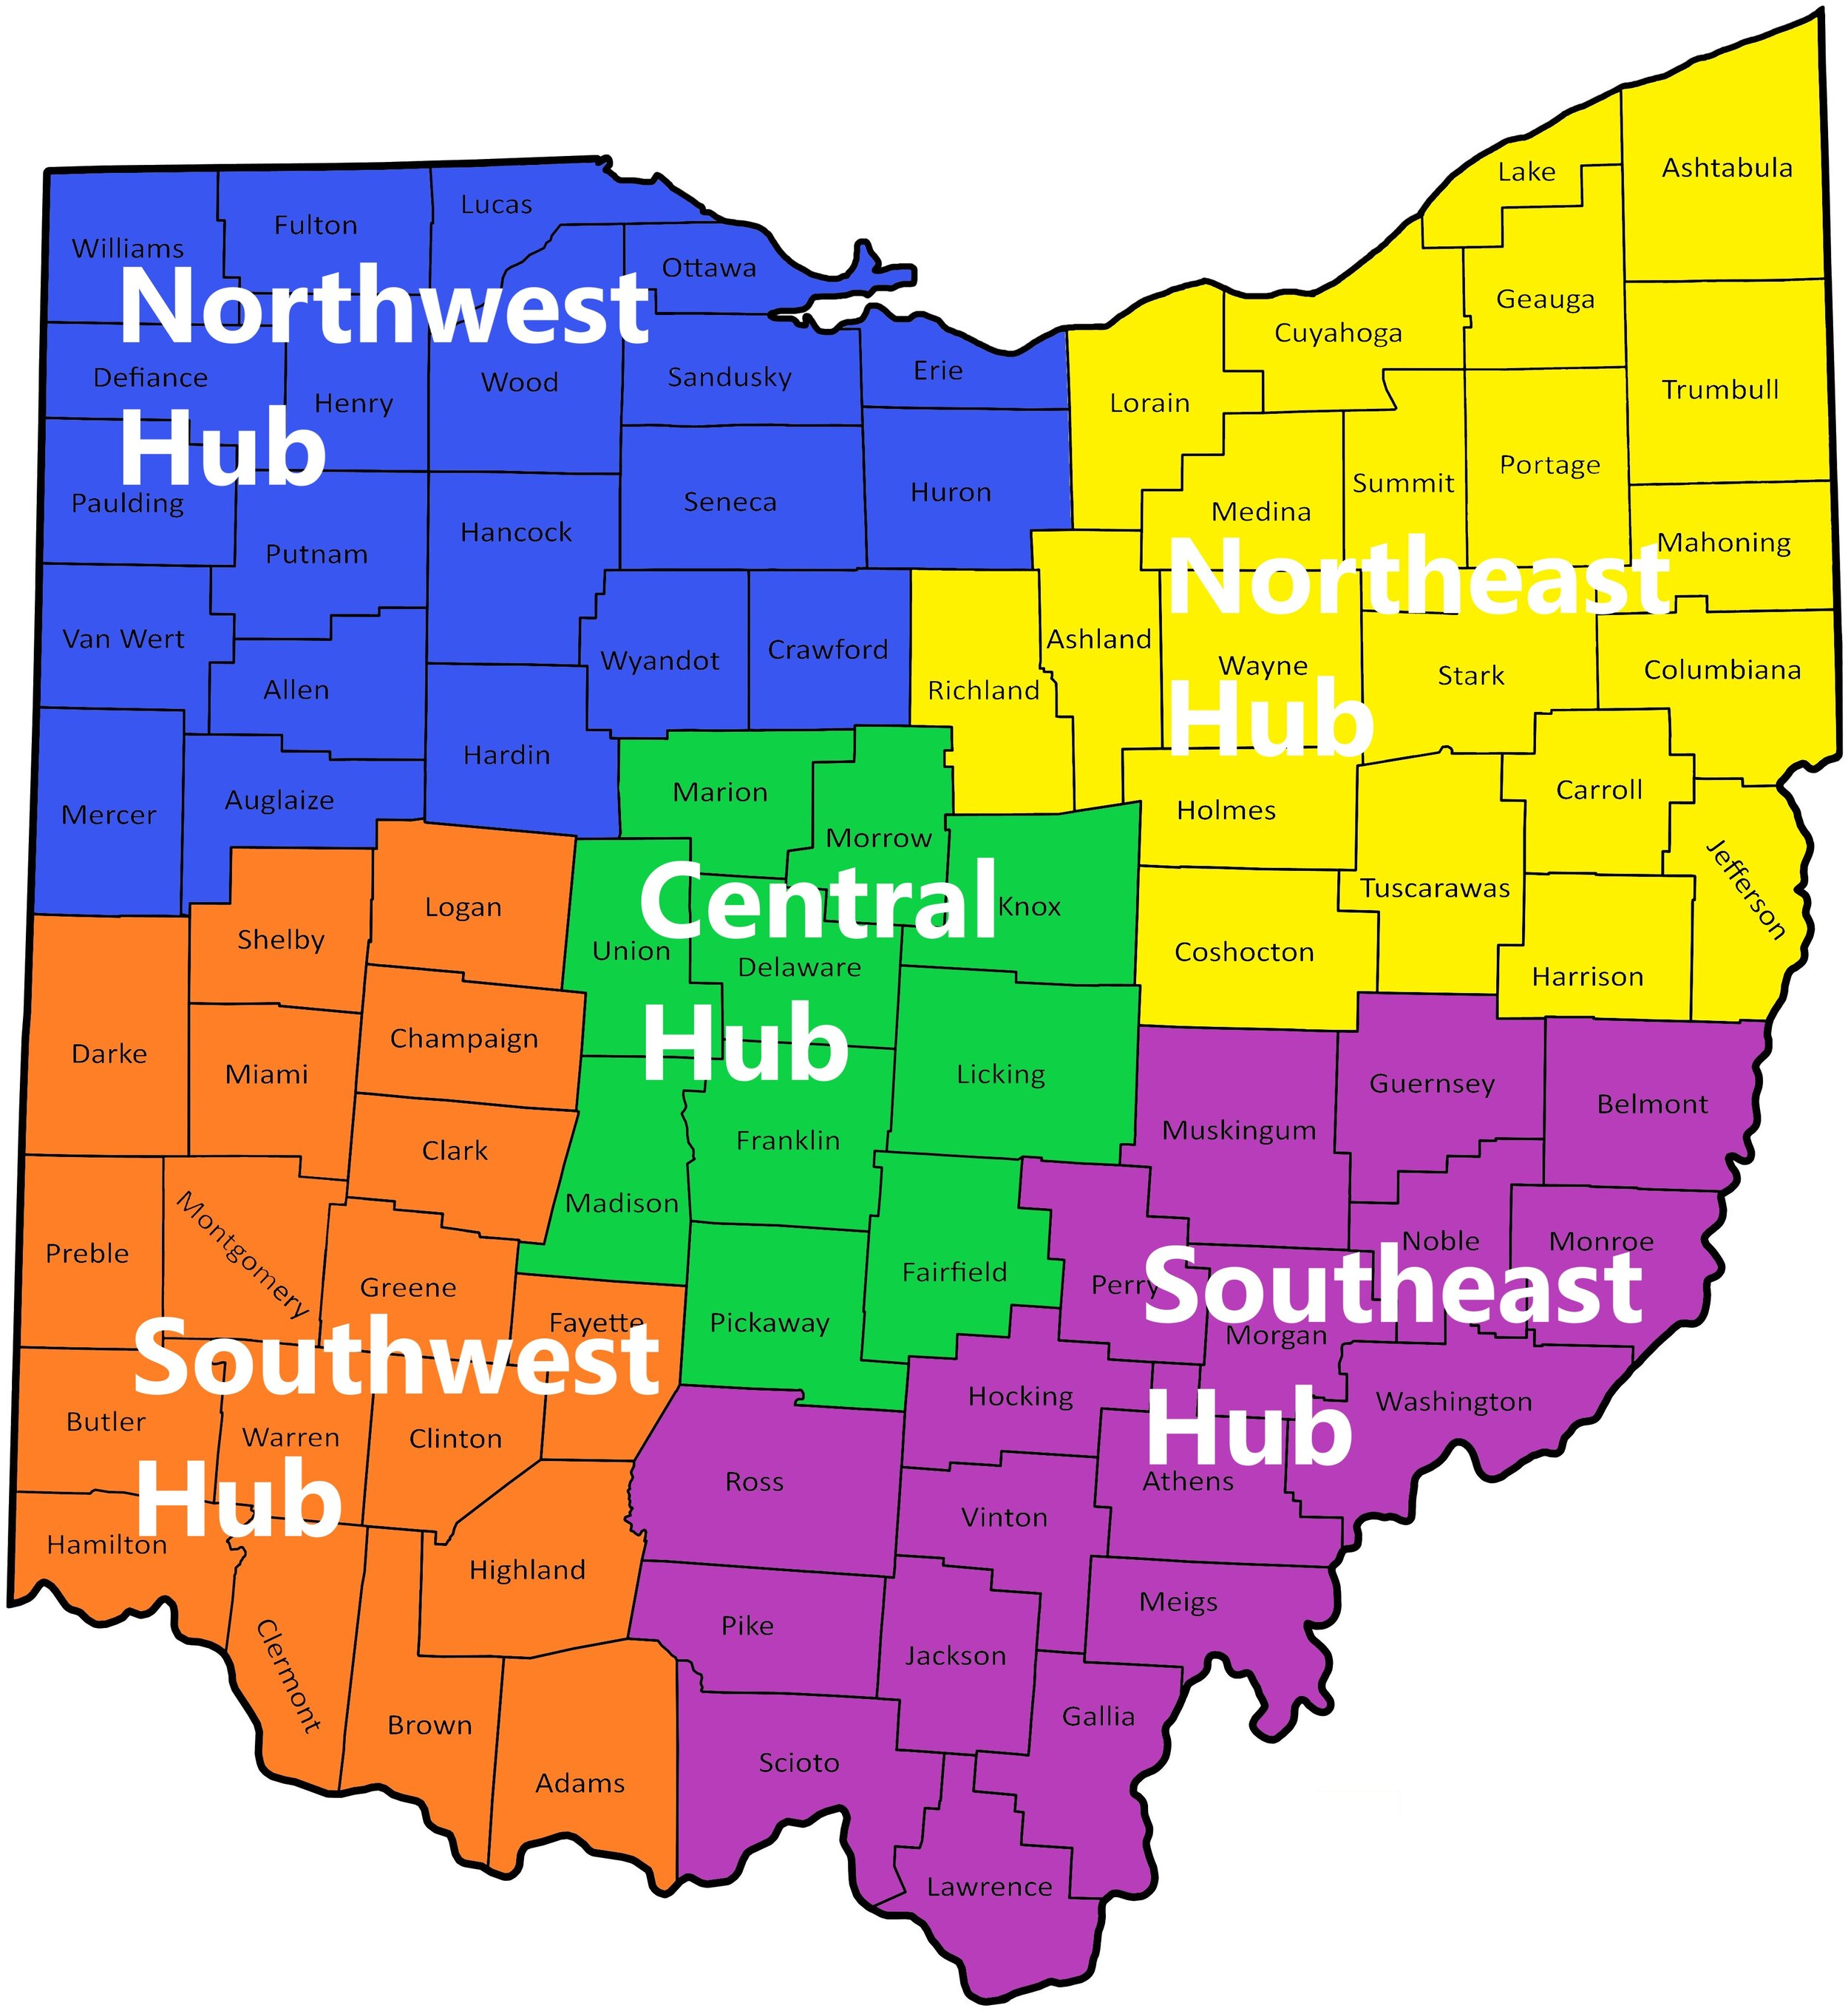 Lake
Ashtabula
Lucas
Fulton
Williams
Ottawa
Geauga
Cuyahoga
Northwest
Hub
Defiance
Henry
Wood
Sandusky
Erie
Lorain
Trumbull
Portage
Summit
Medina
Huron
Seneca
Paulding
Hancock
Putnam
Mahoning
Northeast
Hub
Van Wert
Allen
Wyandot
Crawford
Richland
Ashland
Wayne
Stark
Columbiana
Hardin
Mercer
Auglaize
Marion
Morrow
Holmes
Carroll
Jefferson
Tuscarawas
Central
Hub
Knox
Logan
Shelby
Union
Delaware
Coshocton
Harrison
Darke
Miami
Champaign
Licking
Guernsey
Belmont
Muskingum
Clark
Franklin
Madison
Montgomery
Preble
Greene
Fairfield
Perry
Noble
Monroe
Southeast
Hub
Morgan
Fayette
Pickaway
Southwest
Hub
Hocking
Washington
Butler
Warren
Clinton
Ross
Athens
Vinton
Hamilton
Highland
Meigs
Pike
Jackson
Clermont
Gallia
Brown
Scioto
Adams
Lawrence